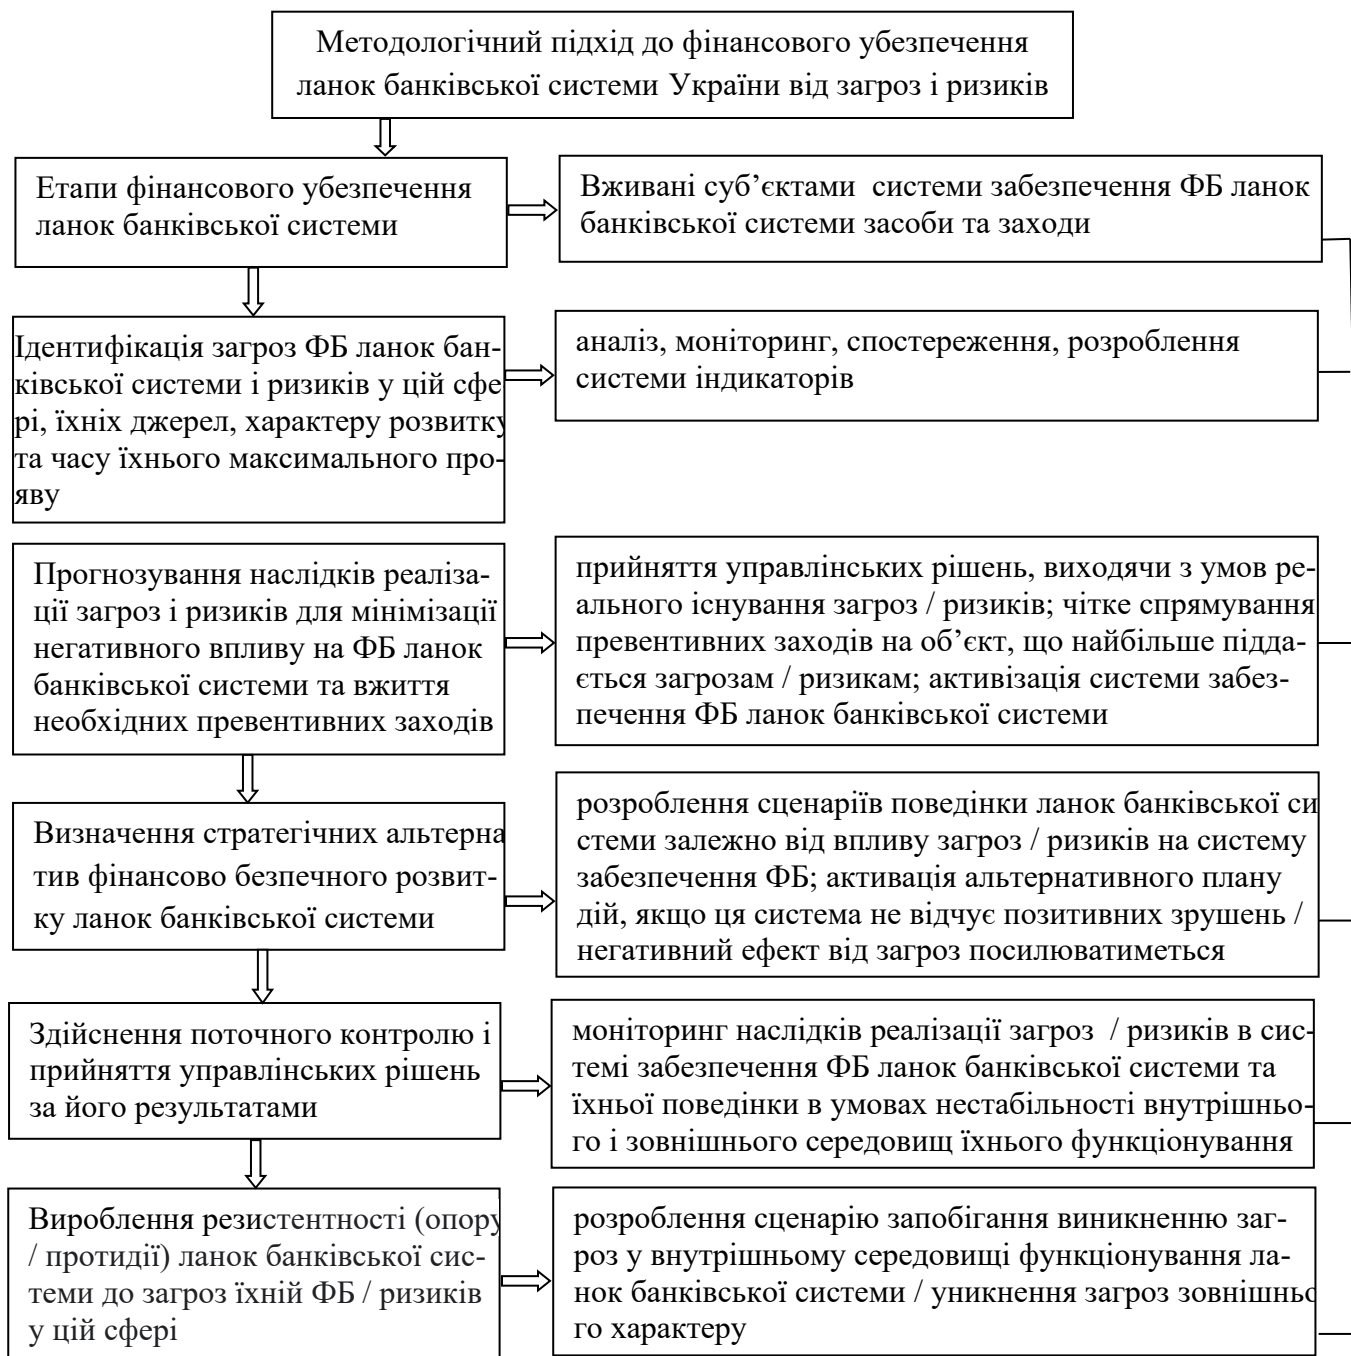 Методологічний підхід до фінансового убезпечення
ланок банківської системи України від загроз і ризиків
Етапи фінансового убезпечення
ланок банківської системи
Вживані суб’єктами системи забезпечення ФБ ланок
банківської системи засоби та заходи
Ідентифікація загроз ФБ ланок бан-
ківської системи і ризиків у цій сфе
рі, їхніх джерел, характеру розвитку
та часу їхнього максимального про-
яву
аналіз, моніторинг, спостереження, розроблення
системи індикаторів
Прогнозування наслідків реаліза-
ції загроз і ризиків для мінімізації
негативного впливу на ФБ ланок
банківської системи та вжиття
необхідних превентивних заходів
прийняття управлінських рішень, виходячи з умов ре-
ального існування загроз / ризиків; чітке спрямування
превентивних заходів на об’єкт, що найбільше підда-
ється загрозам / ризикам; активізація системи забез-
печення ФБ ланок банківської системи
Визначення стратегічних альтерна
тив фінансово безпечного розвит-
ку ланок банківської системи
розроблення сценаріїв поведінки ланок банківської си
стеми залежно від впливу загроз / ризиків на систему
забезпечення ФБ; активація альтернативного плану
дій, якщо ця система не відчує позитивних зрушень /
негативний ефект від загроз посилюватиметься
Здійснення поточного контролю і
прийняття управлінських рішень
за його результатами
моніторинг наслідків реалізації загроз / ризиків в сис-
темі забезпечення ФБ ланок банківської системи та
їхньої поведінки в умовах нестабільності внутрішньо-
го і зовнішнього середовищ їхнього функціонування
Вироблення резистентності (опору
/ протидії) ланок банківської сис-
теми до загроз їхній ФБ / ризиків
у цій сфері
розроблення сценарію запобігання виникненню заг-
роз у внутрішньому середовищі функціонування ла-
нок банківської системи / уникнення загроз зовнішньо
го характеру